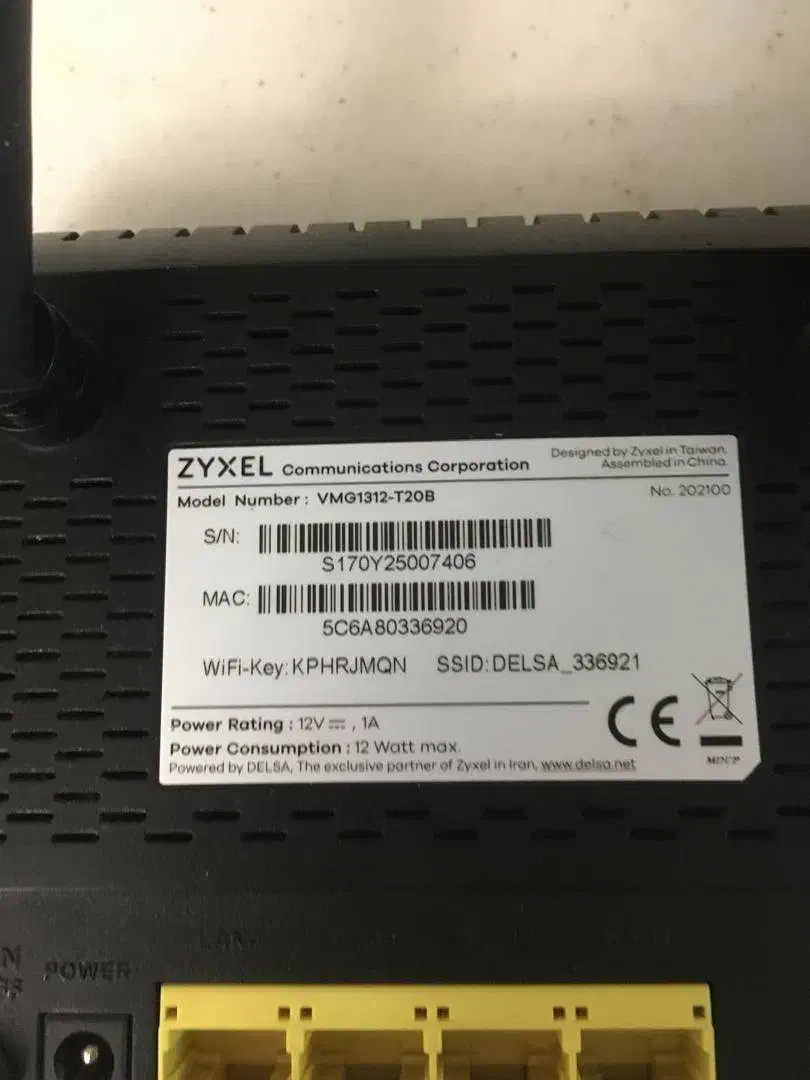 ZYXEL Communications Corporation
Designed by Zyxel in Taiwan.
Assembled in China.
Model Number : VMG1312-T20B
No. 202100
S/N:
S170Y25007406
MAC:
5C6A80336920
WiFi-Key: KPHRJMQN SSID: DELSA_336921
Power Rating : 12V ⎓ , 1A
Power Consumption : 12 Watt max.
CE
Powered by DELSA, The exclusive partner of Zyxel in Iran, www.delsa.net
MDCP
POWER